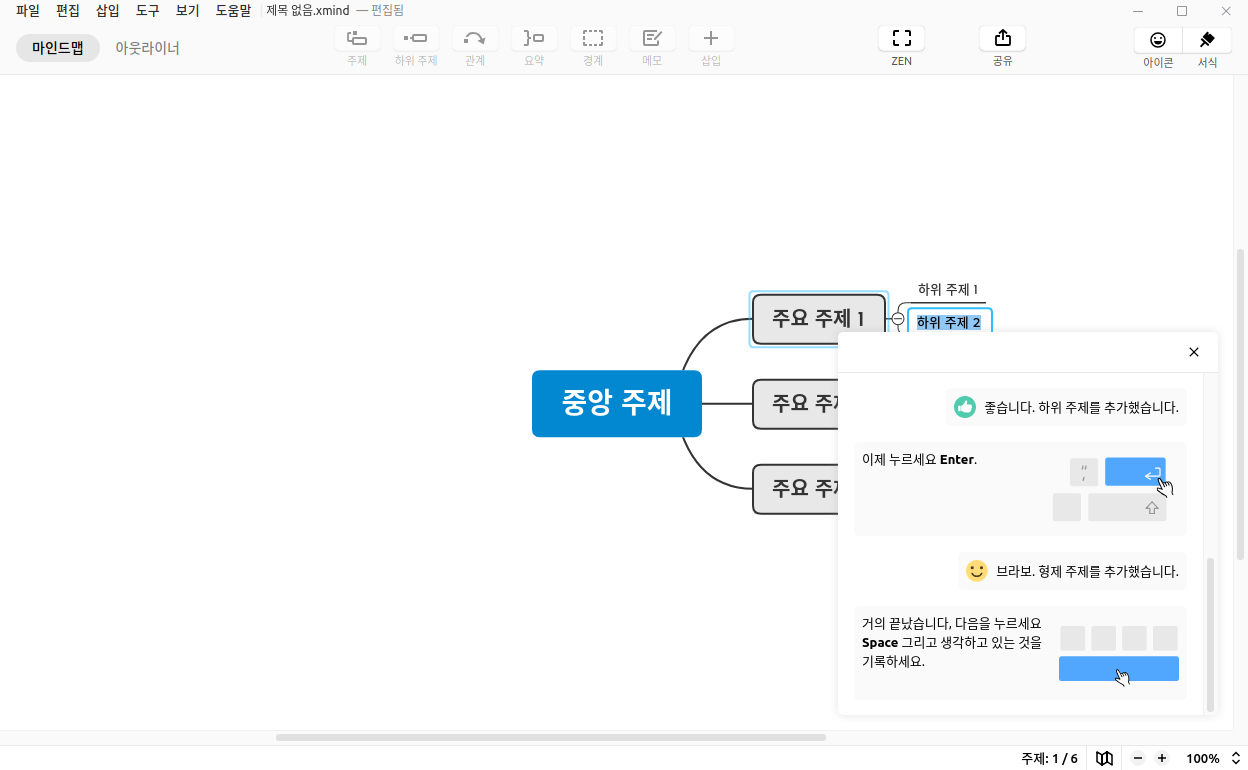 파일 편집 삽입 도구 보기 도움말 제목 없음.xmind — 편집됨
마인드맵 아웃라이너
주제 하위 주제 관계 요약 경계 메모 삽입 ZEN 공유 아이콘 서식
하위 주제 1
주요 주제 1
하위 주제 2
중앙 주제
주요 주
주요 주
좋습니다. 하위 주제를 추가했습니다.
이제 누르세요 Enter.
브라보. 형제 주제를 추가했습니다.
거의 끝났습니다, 다음을 누르세요
Space 그리고 생각하고 있는 것을
기록하세요.
주제: 1 / 6 100%